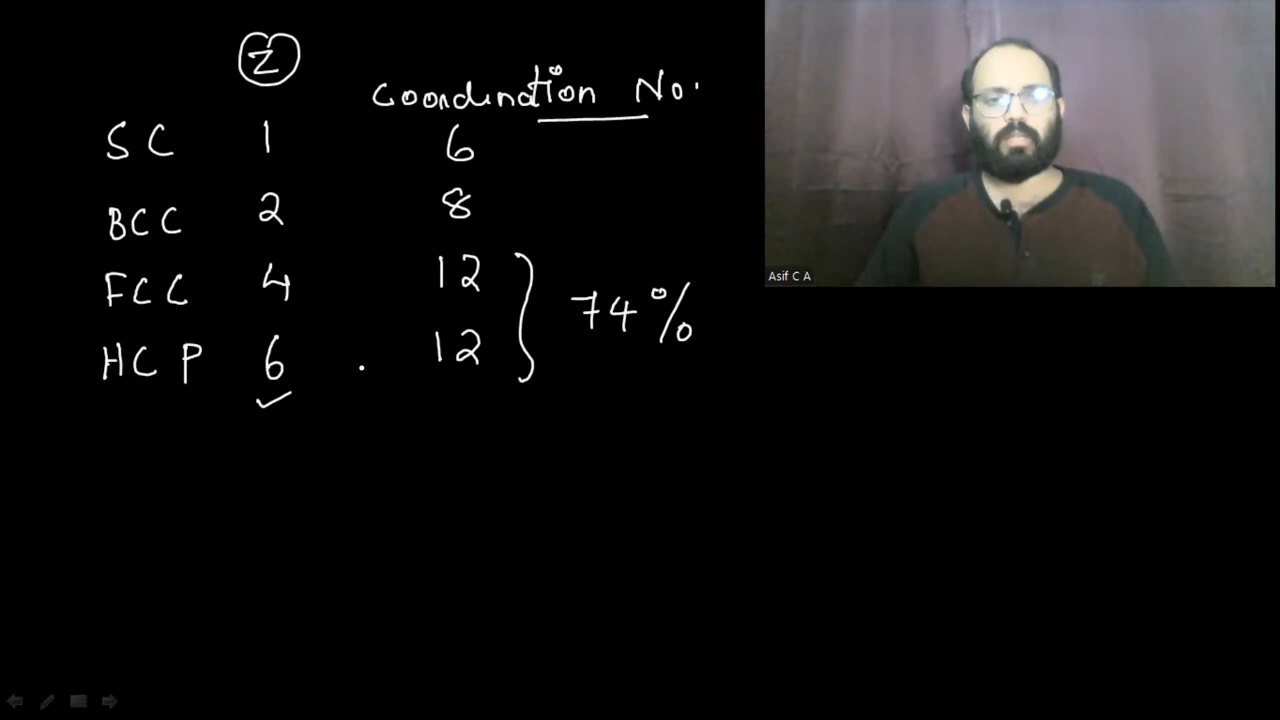 Z
Coordination No.
SC 1 6
BCC 2 8
FCC 4 12
HCP 6 . 12
74%
Asif C A